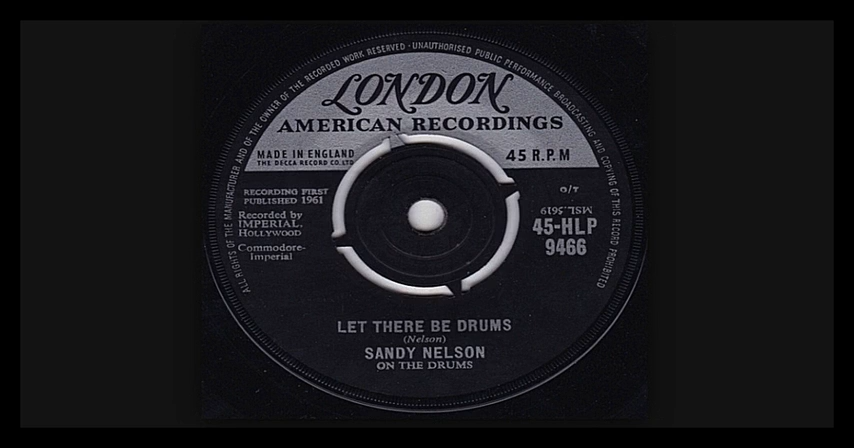 ALL RIGHTS OF THE MANUFACTURER AND OF THE OWNER OF THE RECORDED WORK RESERVED · UNAUTHORISED PUBLIC PERFORMANCE BROADCASTING AND COPYING OF THIS RECORD PROHIBITED
LONDON
AMERICAN RECORDINGS
MADE IN ENGLAND
THE DECCA RECORD CO. LTD
45 R.P.M
RECORDING FIRST
PUBLISHED 1961
Recorded by
IMPERIAL,
HOLLYWOOD
Commodore-
Imperial
O/T
MSL.5619
45-HLP
9466
LET THERE BE DRUMS
(Nelson)
SANDY NELSON
ON THE DRUMS